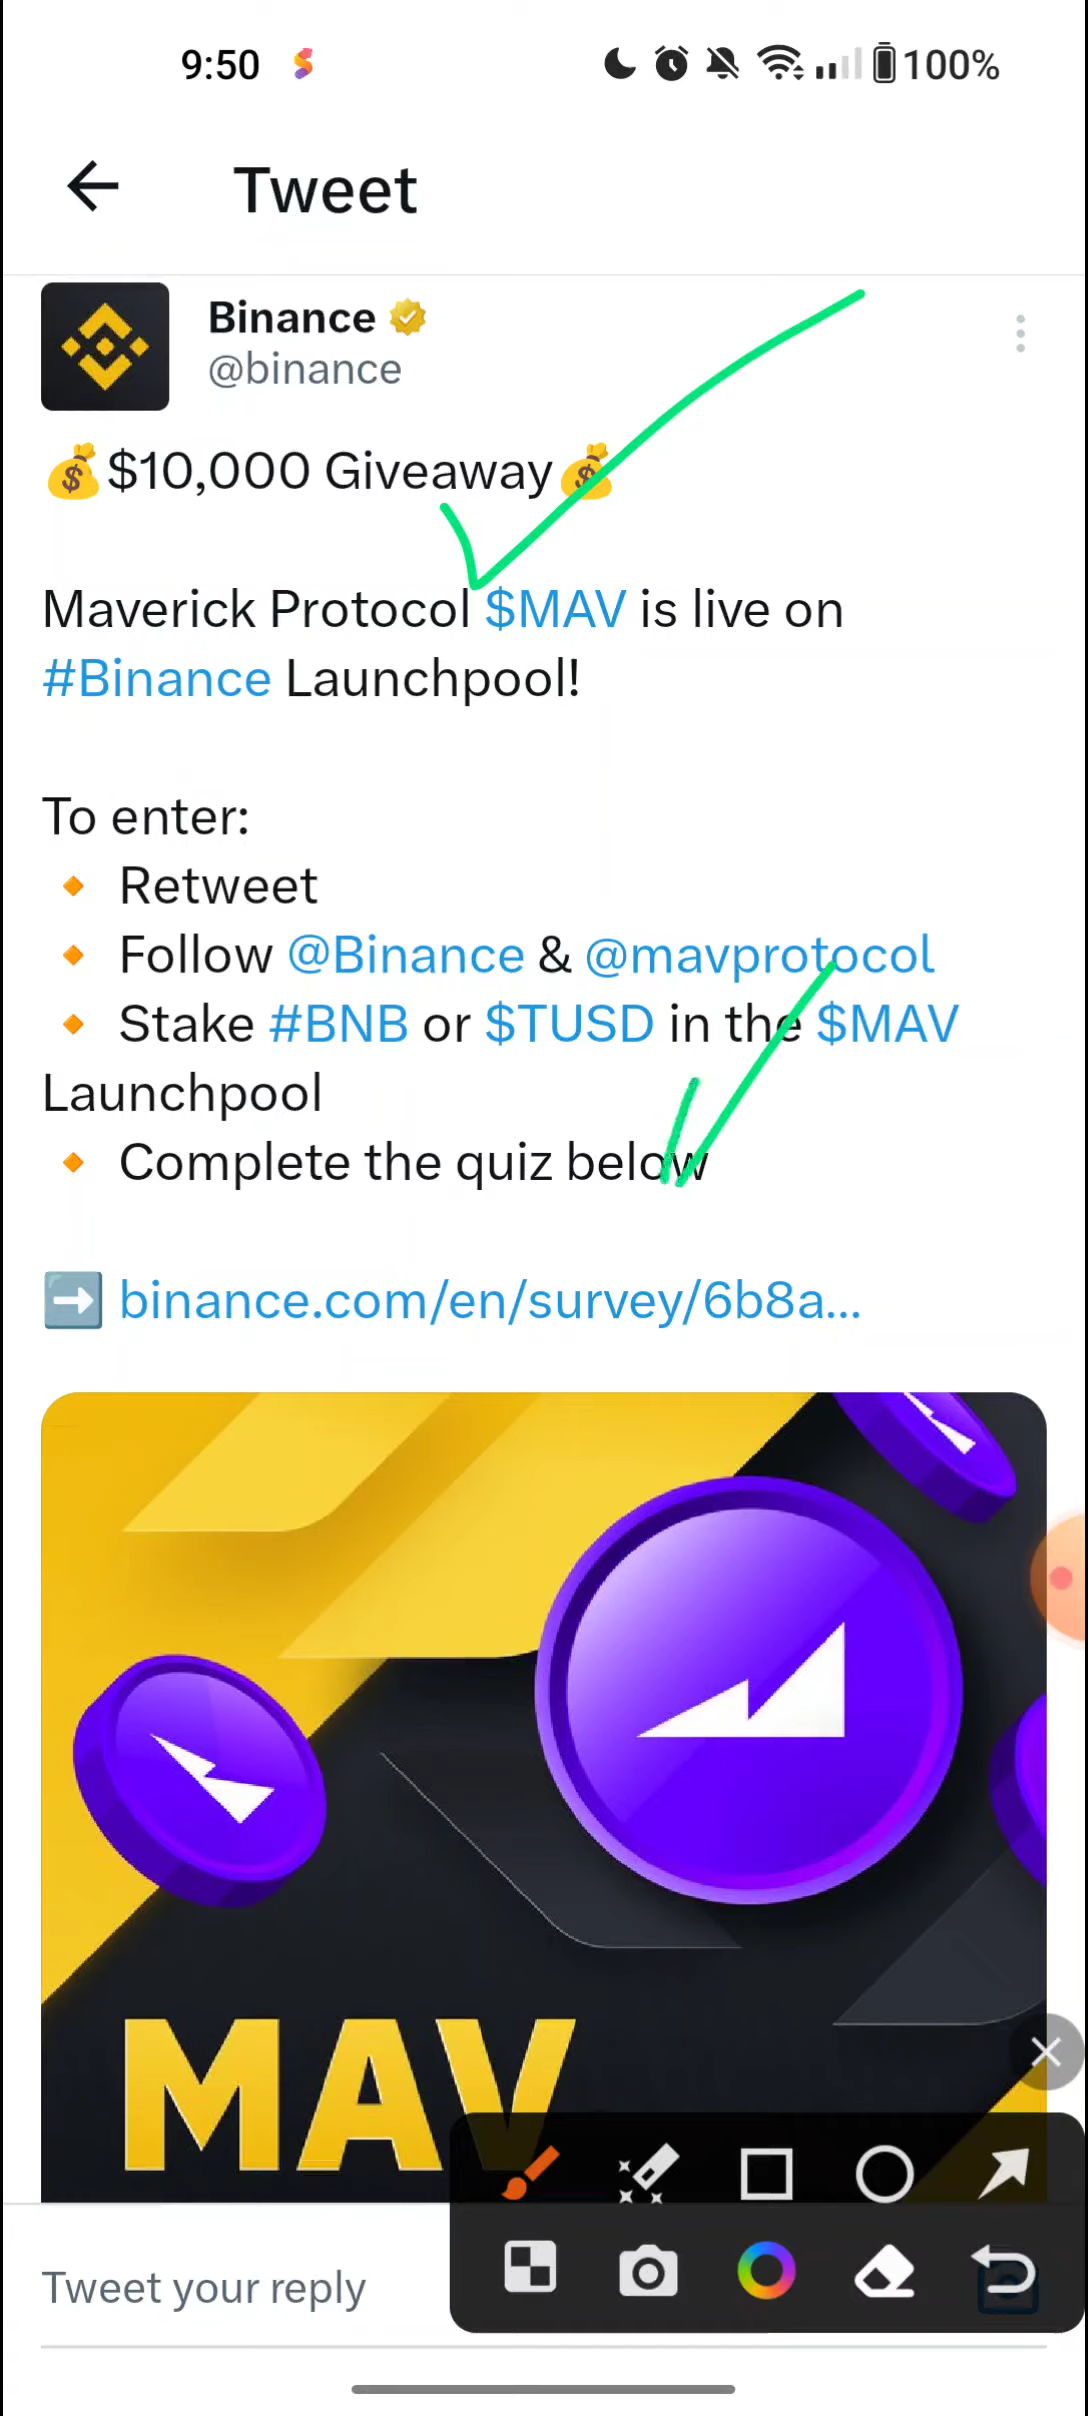 9:50
100%
Tweet
Binance
@binance
💰$10,000 Giveaway💰
Maverick Protocol $MAV is live on
#Binance Launchpool!
To enter:
🔸 Retweet
🔸 Follow @Binance & @mavprotocol
🔸 Stake #BNB or $TUSD in the $MAV
Launchpool
🔸 Complete the quiz below
➡️ binance.com/en/survey/6b8a...
MAV
Tweet your reply